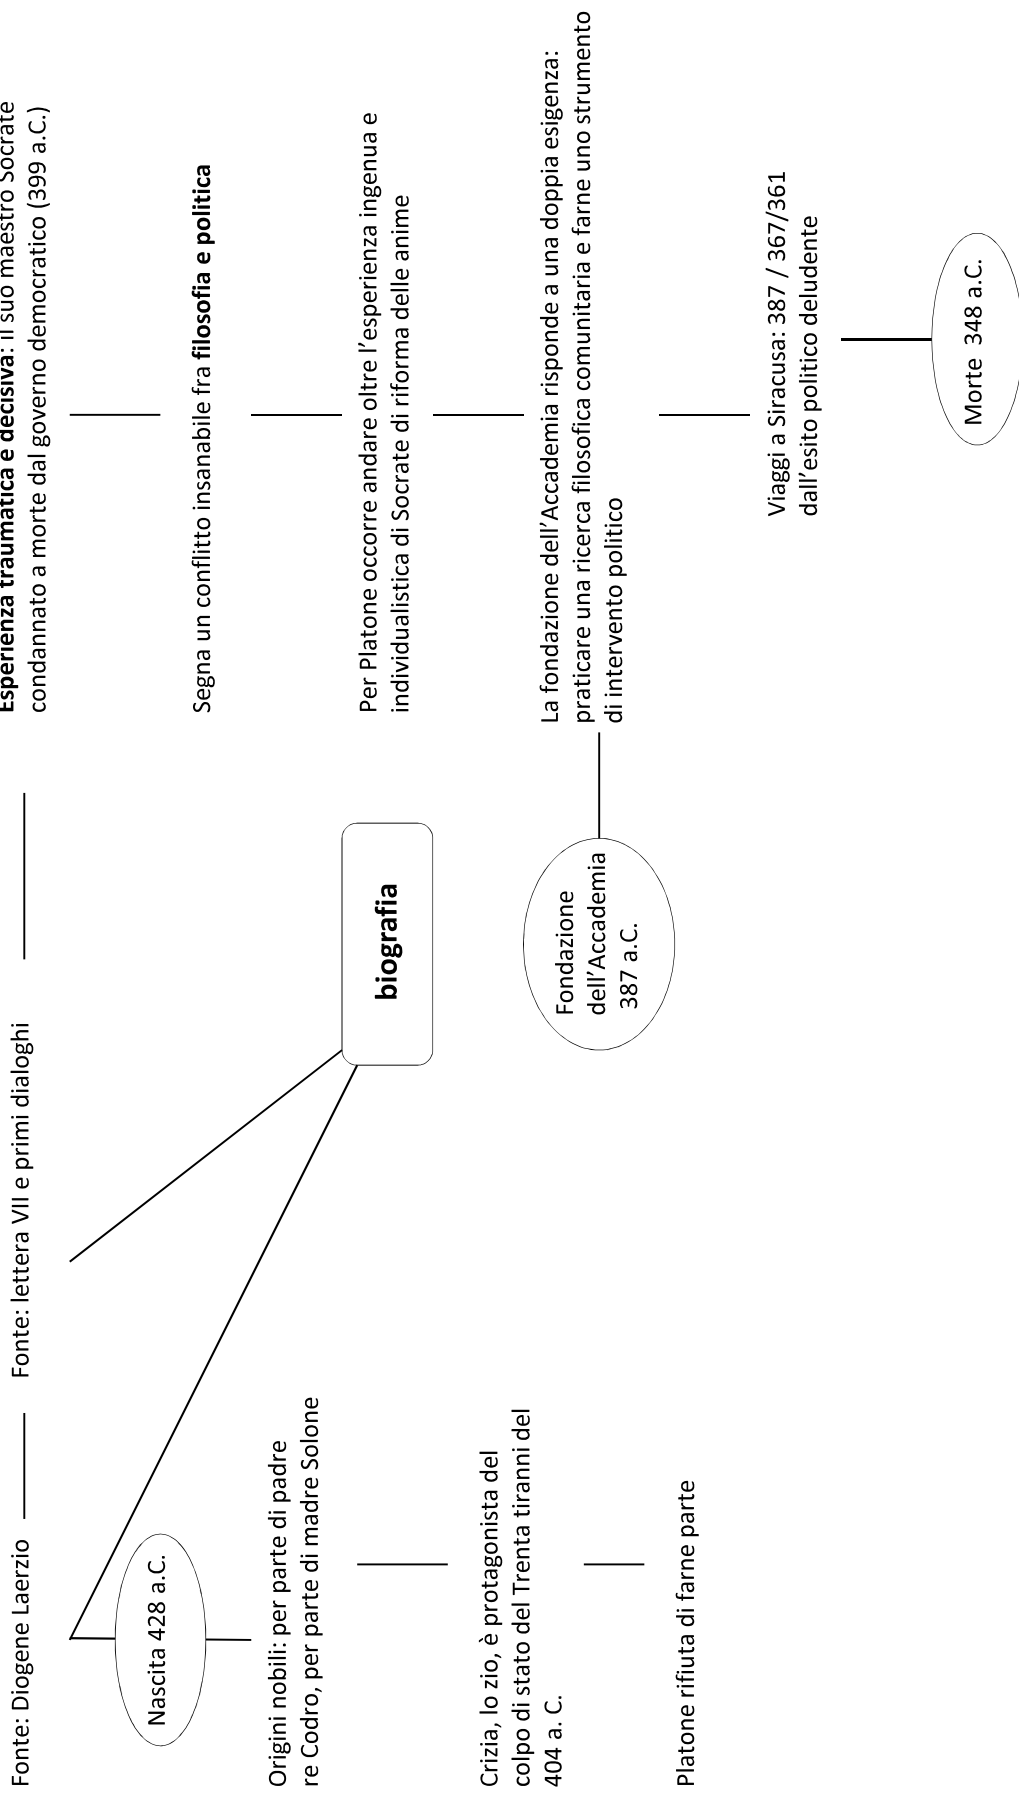 Fonte: Diogene Laerzio
Fonte: lettera VII e primi dialoghi
Esperienza traumatica e decisiva: il suo maestro Socrate
condannato a morte dal governo democratico (399 a.C.)
Nascita 428 a.C.
Segna un conflitto insanabile fra filosofia e politica
Origini nobili: per parte di padre
re Codro, per parte di madre Solone
biografia
Per Platone occorre andare oltre l'esperienza ingenua e
individualistica di Socrate di riforma delle anime
Crizia, lo zio, è protagonista del
colpo di stato del Trenta tiranni del
404 a. C.
Fondazione
dell'Accademia
387 a.C.
La fondazione dell'Accademia risponde a una doppia esigenza:
praticare una ricerca filosofica comunitaria e farne uno strumento
di intervento politico
Platone rifiuta di farne parte
Viaggi a Siracusa: 387 / 367/361
dall'esito politico deludente
Morte 348 a.C.